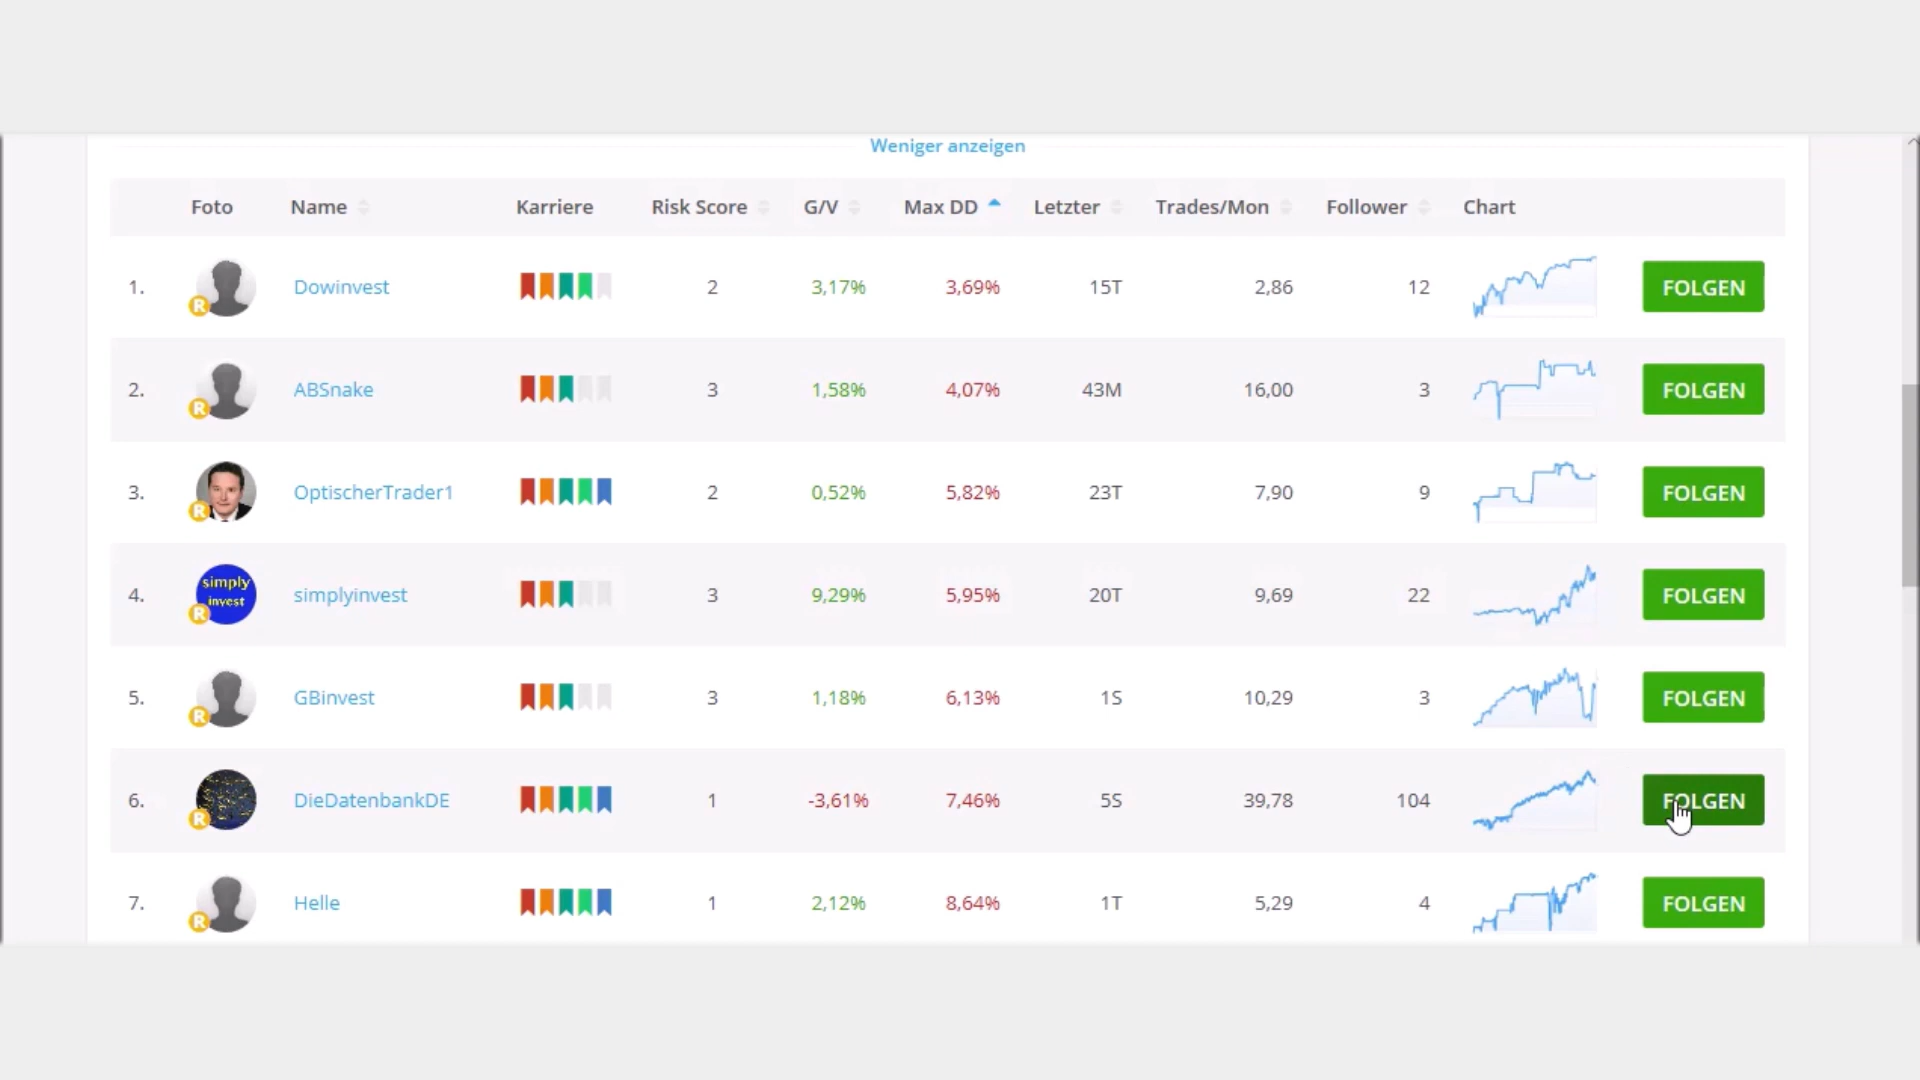 Weniger anzeigen
Foto Name Karriere Risk Score G/V Max DD Letzter Trades/Mon Follower Chart
1. R Dowinvest 2 3,17% 3,69% 15T 2,86 12 FOLGEN
2. R ABSnake 3 1,58% 4,07% 43M 16,00 3 FOLGEN
3. R OptischerTrader1 2 0,52% 5,82% 23T 7,90 9 FOLGEN
4. simply invest R simplyinvest 3 9,29% 5,95% 20T 9,69 22 FOLGEN
5. R GBinvest 3 1,18% 6,13% 1S 10,29 3 FOLGEN
6. R DieDatenbankDE 1 -3,61% 7,46% 5S 39,78 104 FOLGEN
7. R Helle 1 2,12% 8,64% 1T 5,29 4 FOLGEN